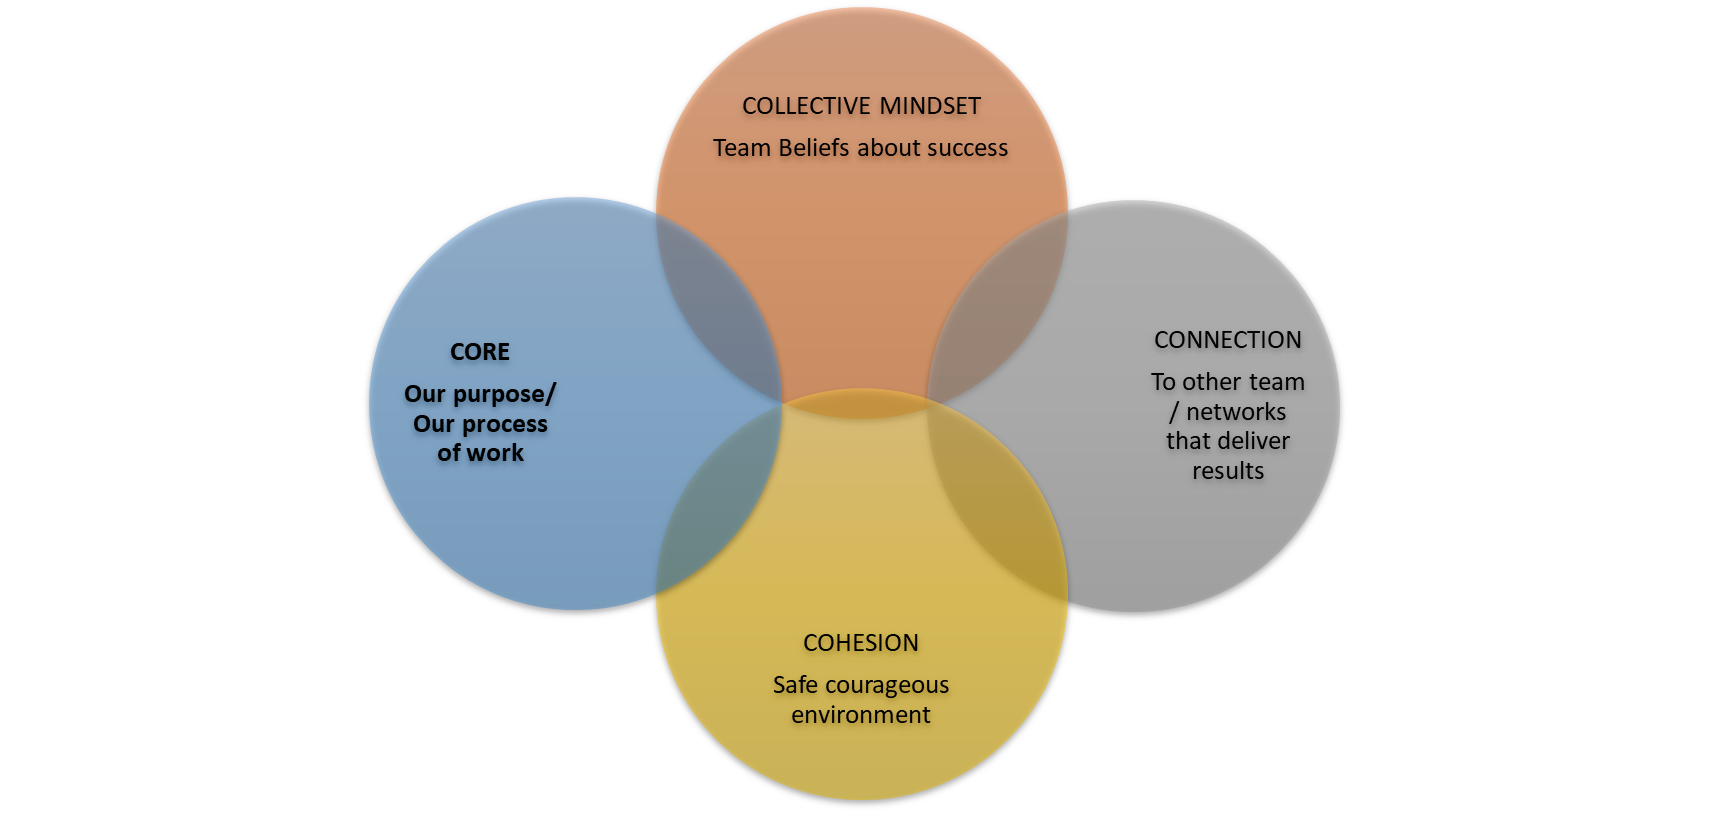 COLLECTIVE MINDSET
Team Beliefs about success
CORE
Our purpose/
Our process
of work
CONNECTION
To other team
/ networks
that deliver
results
COHESION
Safe courageous
environment